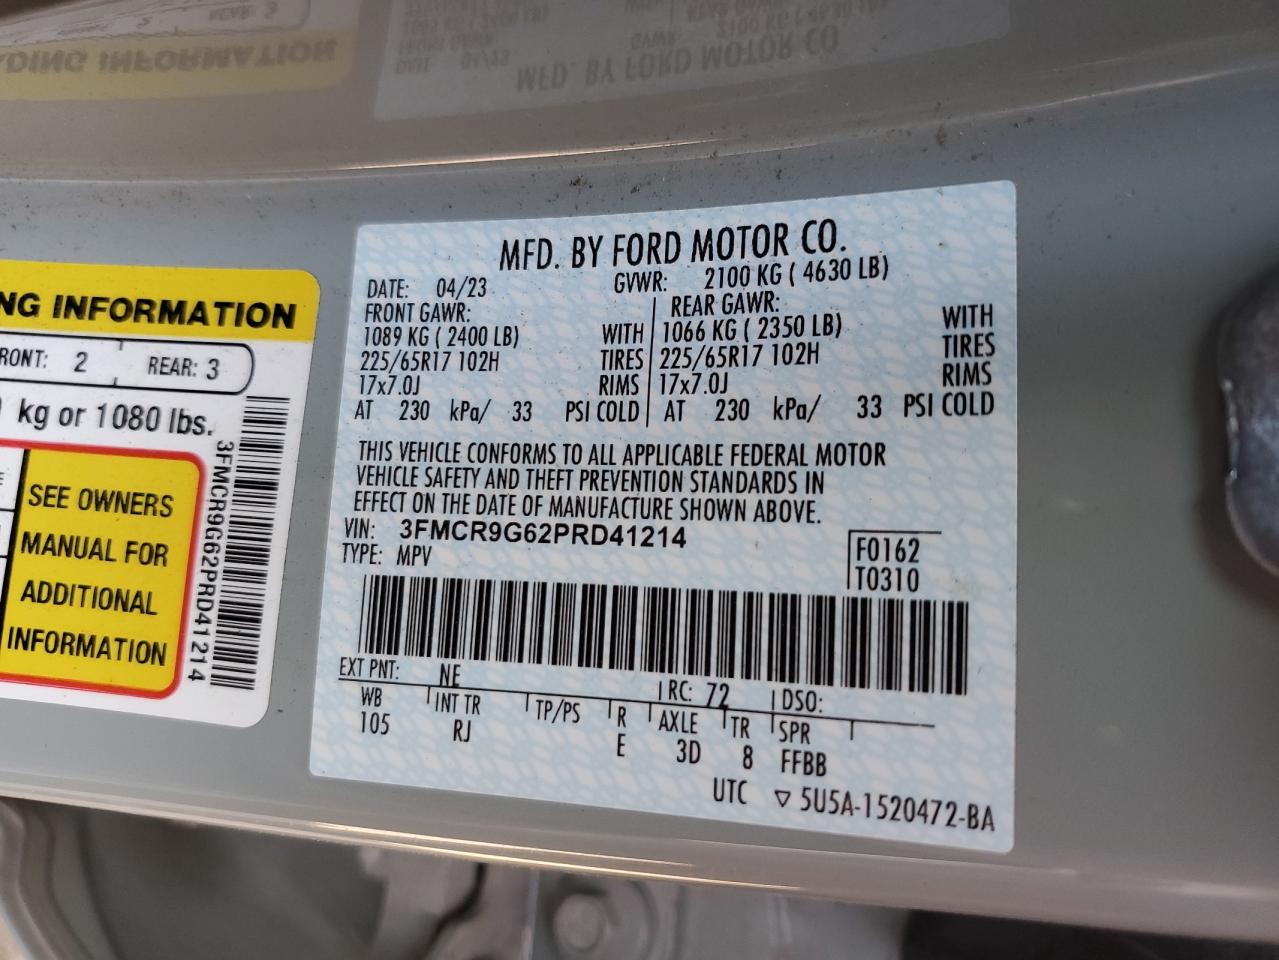 MFD. BY FORD MOTOR CO.
DATE: 04/23 GVWR: 2100 KG ( 4630 LB)
FRONT GAWR: REAR GAWR:
1089 KG ( 2400 LB) WITH 1066 KG ( 2350 LB) WITH
225/65R17 102H TIRES 225/65R17 102H TIRES
17x7.0J RIMS 17x7.0J RIMS
AT 230 kPa/ 33 PSI COLD AT 230 kPa/ 33 PSI COLD
THIS VEHICLE CONFORMS TO ALL APPLICABLE FEDERAL MOTOR
VEHICLE SAFETY AND THEFT PREVENTION STANDARDS IN
EFFECT ON THE DATE OF MANUFACTURE SHOWN ABOVE.
VIN: 3FMCR9G62PRD41214
TYPE: MPV
F0162
T0310
EXT PNT: NE RC: 72 DSO:
WB INT TR TP/PS R AXLE TR SPR
105 RJ E 3D 8 FFBB
UTC ▽ 5U5A-1520472-BA
NG INFORMATION
RONT: 2 REAR: 3
kg or 1080 lbs.
SEE OWNERS
MANUAL FOR
ADDITIONAL
INFORMATION
3FMCR9G62PRD41214